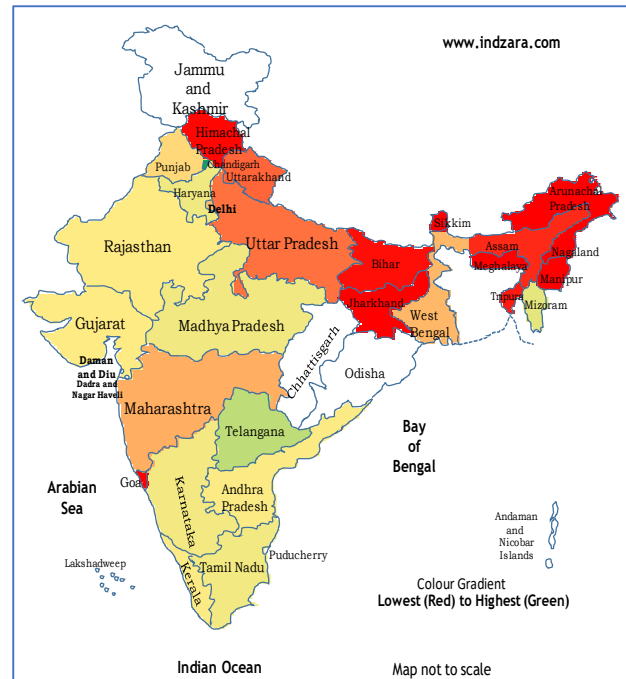 www.indzara.com
Jammu
and
Kashmir
Himachal
Pradesh
Punjab
Chandigarh
Uttarakhand
Haryana
Delhi
Rajasthan
Uttar Pradesh
Sikkim
Arunachal
Pradesh
Assam
Nagaland
Meghalaya
Manipur
Tripura
Mizoram
Bihar
Jharkhand
West
Bengal
Gujarat
Madhya Pradesh
Chhattisgarh
Odisha
Daman
and Diu
Dadra and
Nagar Haveli
Maharashtra
Telangana
Bay
of
Bengal
Goa
Arabian
Sea
Karnataka
Andhra
Pradesh
Andaman
and
Nicobar
Islands
Lakshadweep
Kerala
Tamil Nadu
Puducherry
Colour Gradient
Lowest (Red) to Highest (Green)
Indian Ocean
Map not to scale